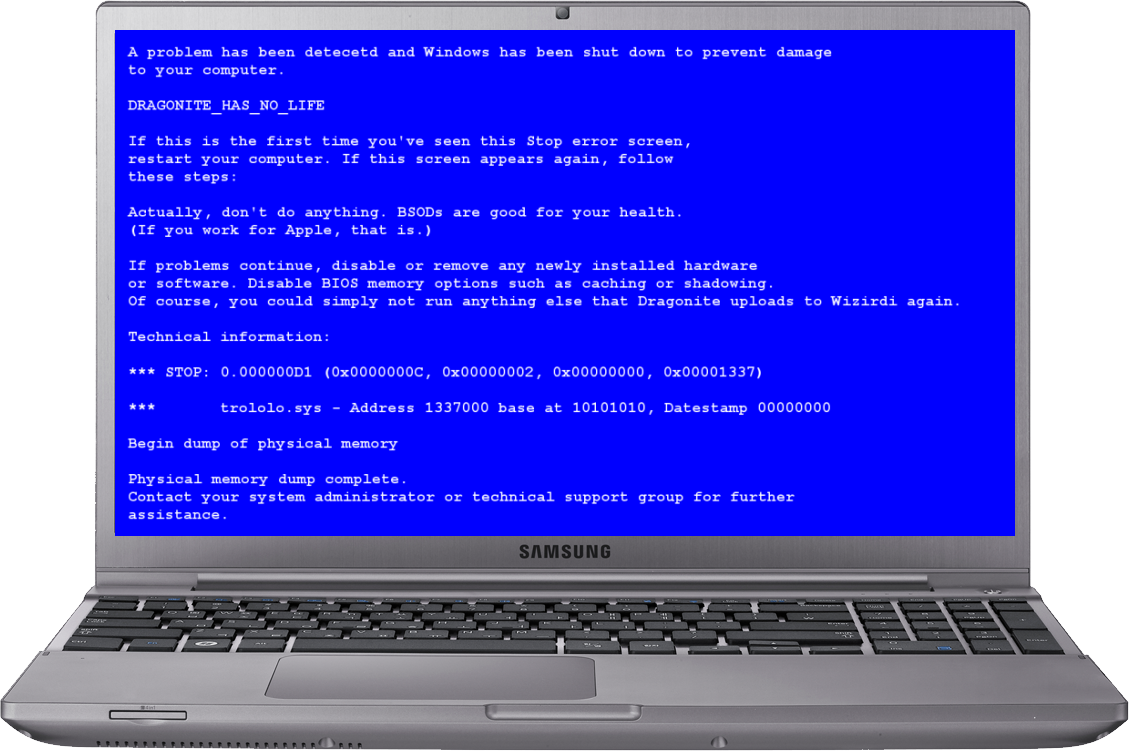 A problem has been detecetd and Windows has been shut down to prevent damage
to your computer.
DRAGONITE_HAS_NO_LIFE
If this is the first time you've seen this Stop error screen,
restart your computer. If this screen appears again, follow
these steps:
Actually, don't do anything. BSODs are good for your health.
(If you work for Apple, that is.)
If problems continue, disable or remove any newly installed hardware
or software. Disable BIOS memory options such as caching or shadowing.
Of course, you could simply not run anything else that Dragonite uploads to Wizirdi again.
Technical information:
*** STOP: 0.000000D1 (0x0000000C, 0x00000002, 0x00000000, 0x00001337)
*** trololo.sys – Address 1337000 base at 10101010, Datestamp 00000000
Begin dump of physical memory
Physical memory dump complete.
Contact your system administrator or technical support group for further
assistance.
SAMSUNG